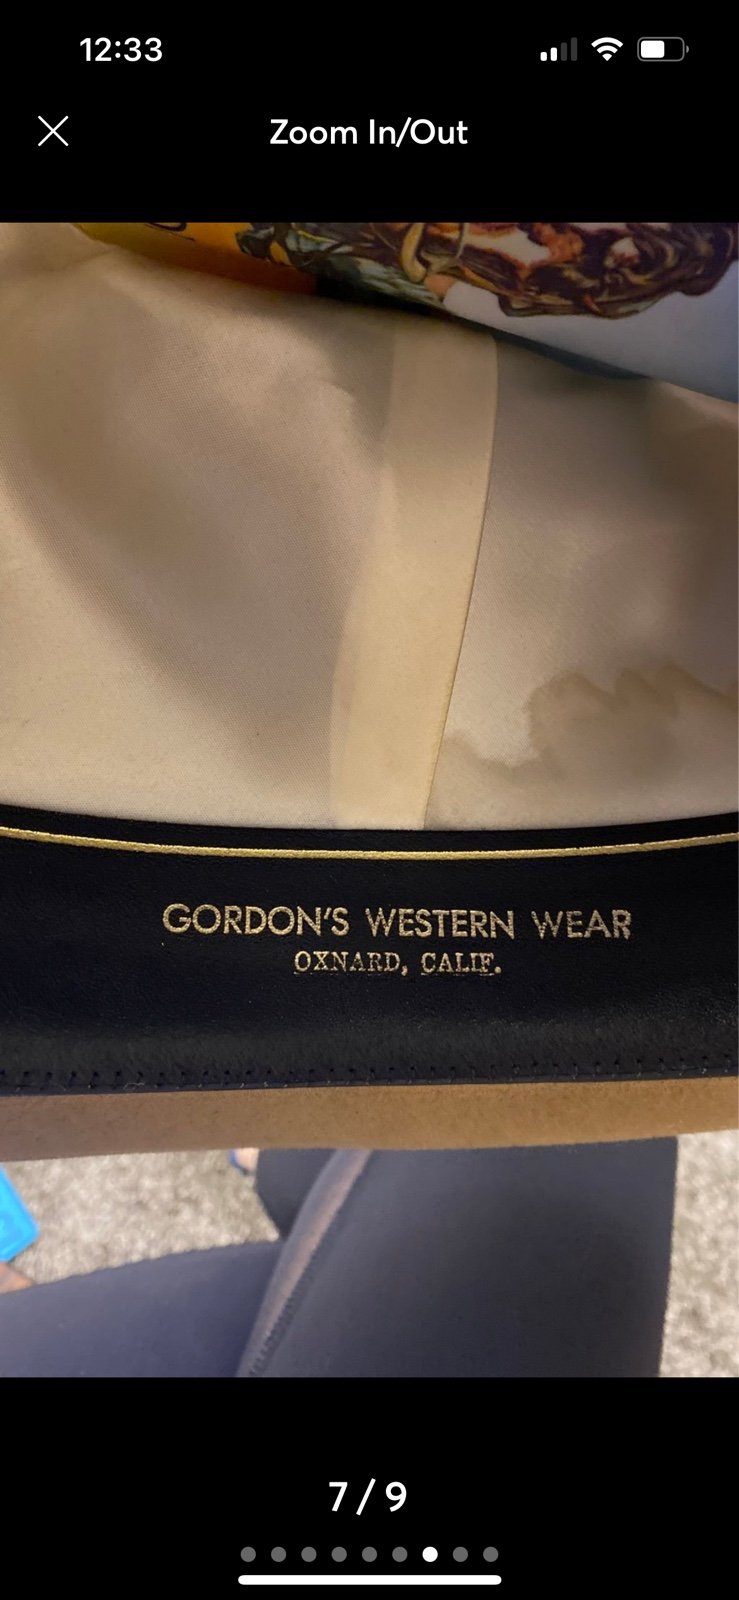 12:33
Zoom In/Out
GORDON'S WESTERN WEAR
OXNARD, CALIF.
7 / 9